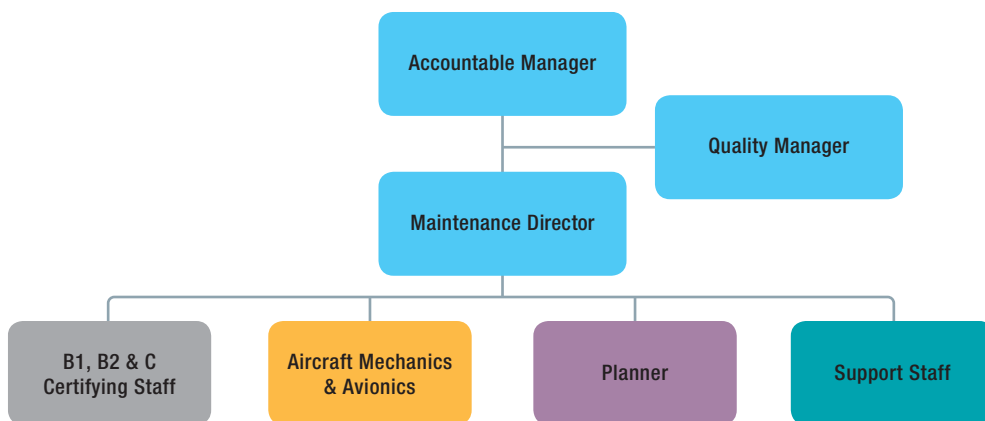 Accountable Manager
Quality Manager
Maintenance Director
B1, B2 & C
Certifying Staff
Aircraft Mechanics
& Avionics
Planner
Support Staff